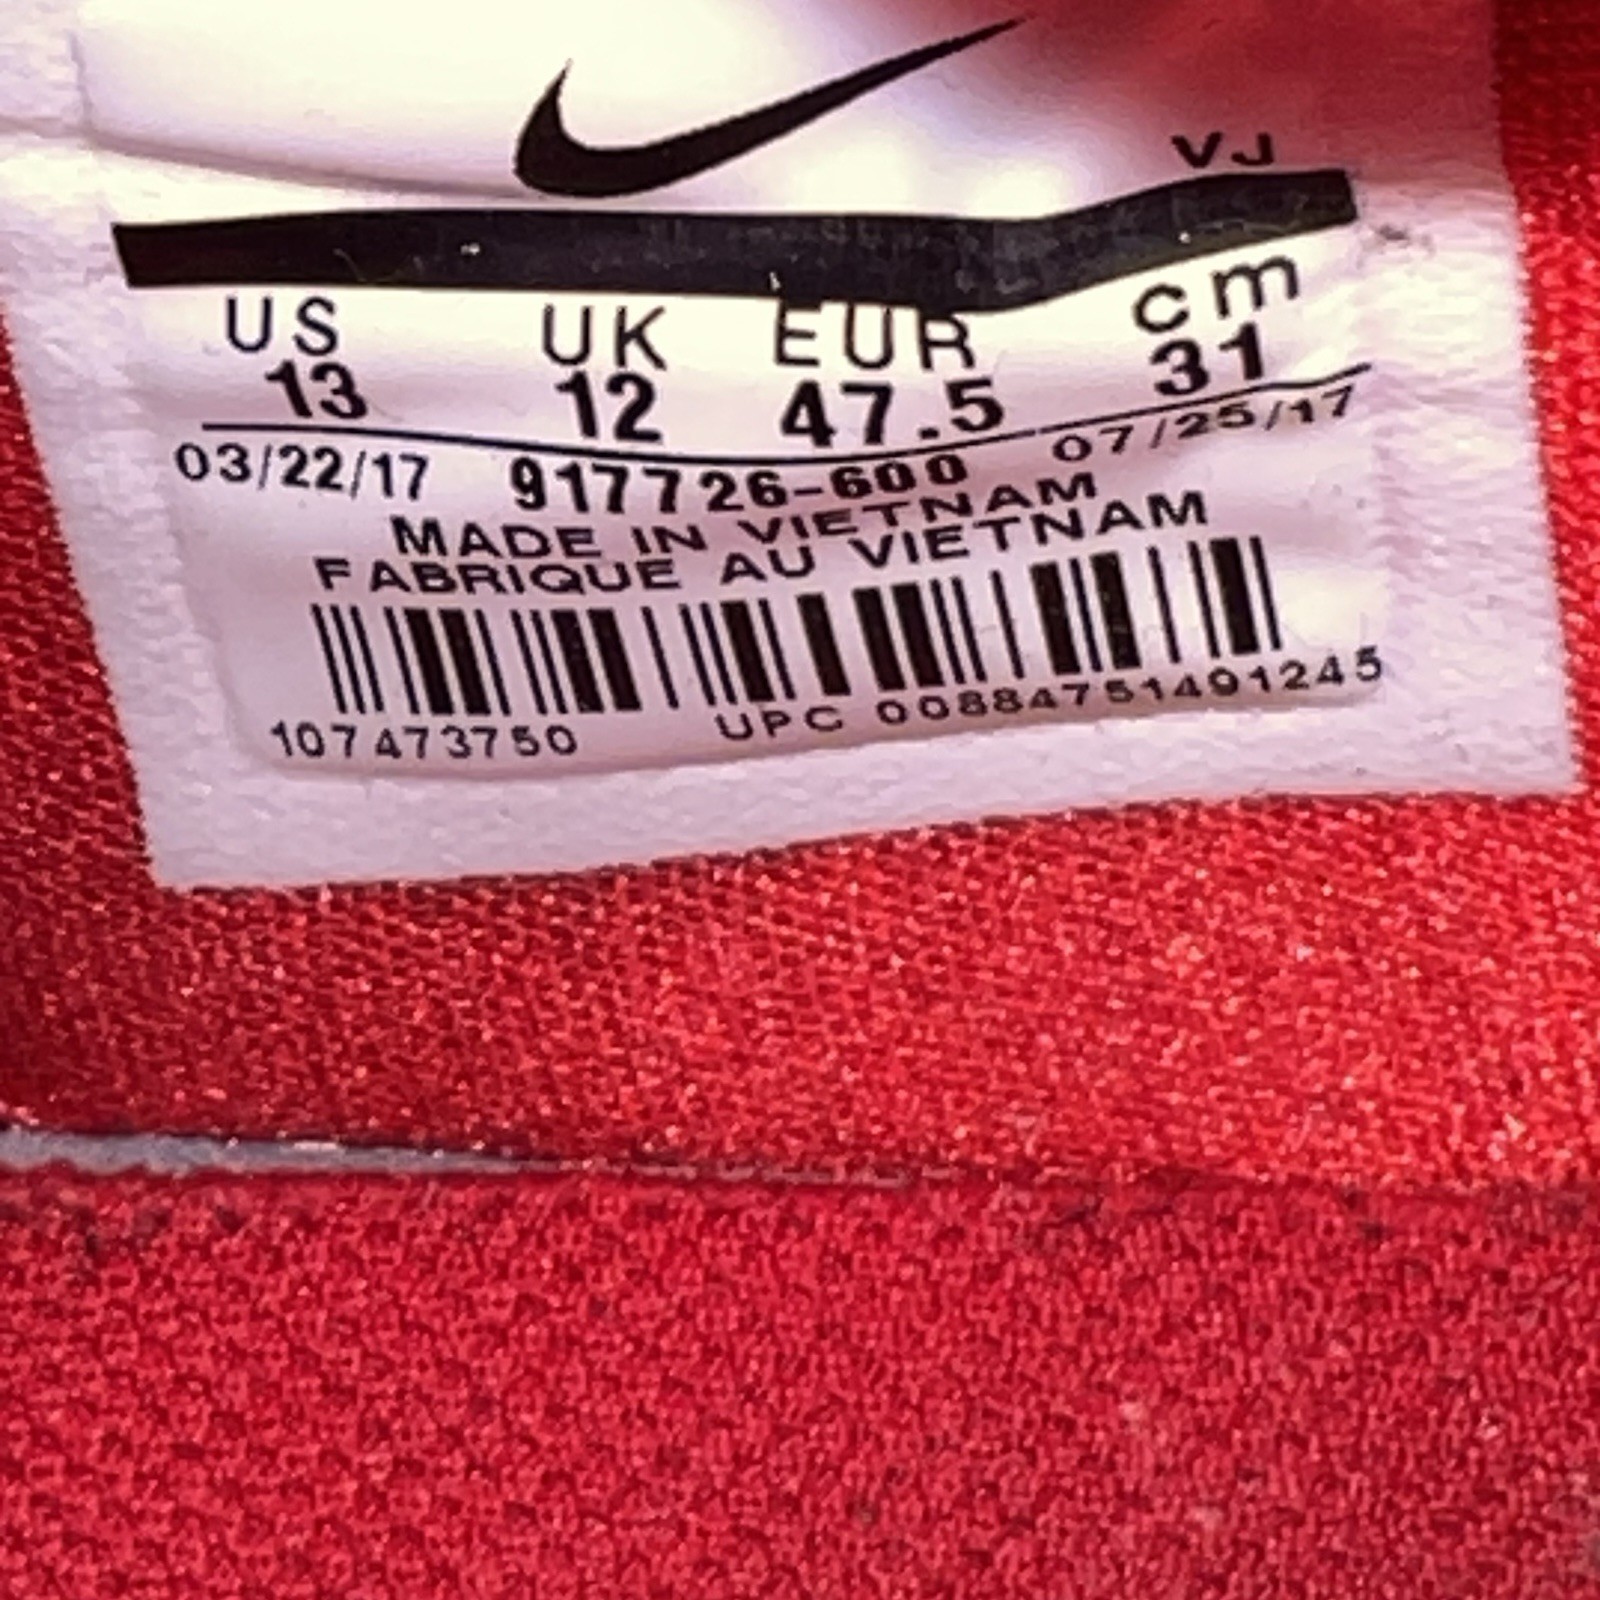 VJ
US UK EUR cm
13 12 47.5 31
03/22/17 917726-600 07/25/17
MADE IN VIETNAM
FABRIQUE AU VIETNAM
107473750 UPC 00884751491245